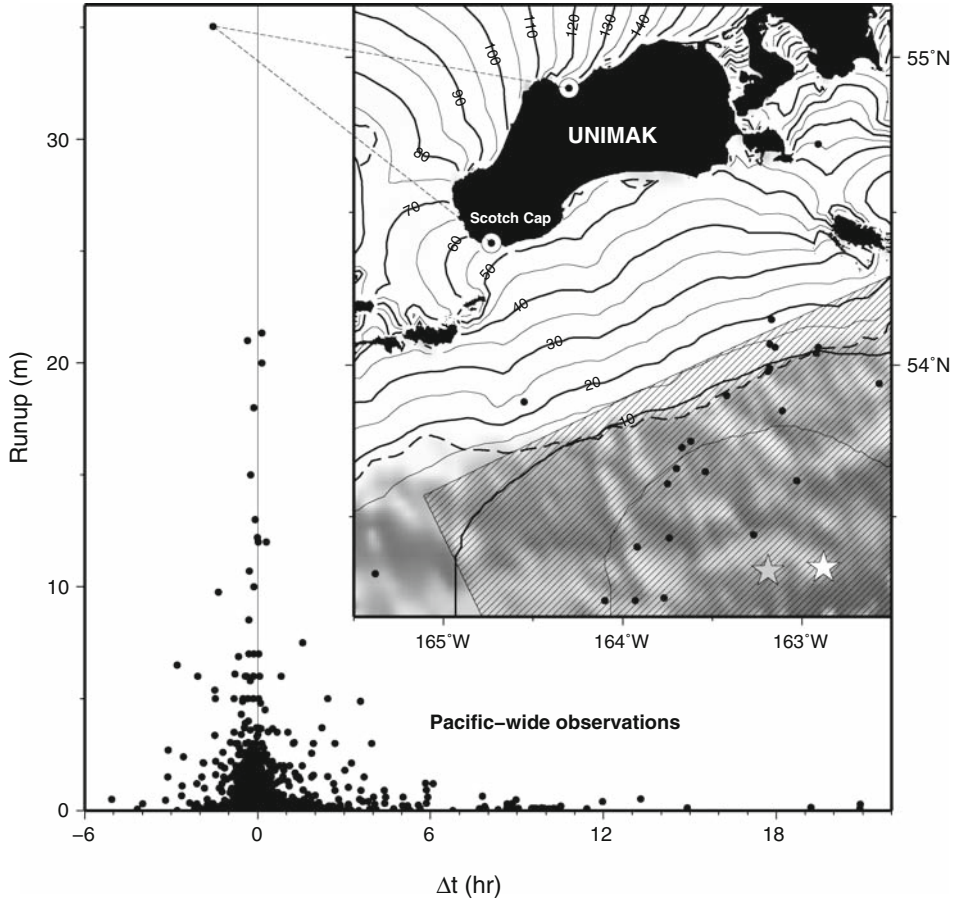 Runup (m)
30
20
10
0
−6
0
6
12
18
Δt (hr)
Pacific−wide observations
UNIMAK
Scotch Cap
110
120
130
140
100
90
80
70
60
50
40
30
20
10
55˚N
54˚N
165˚W
164˚W
163˚W